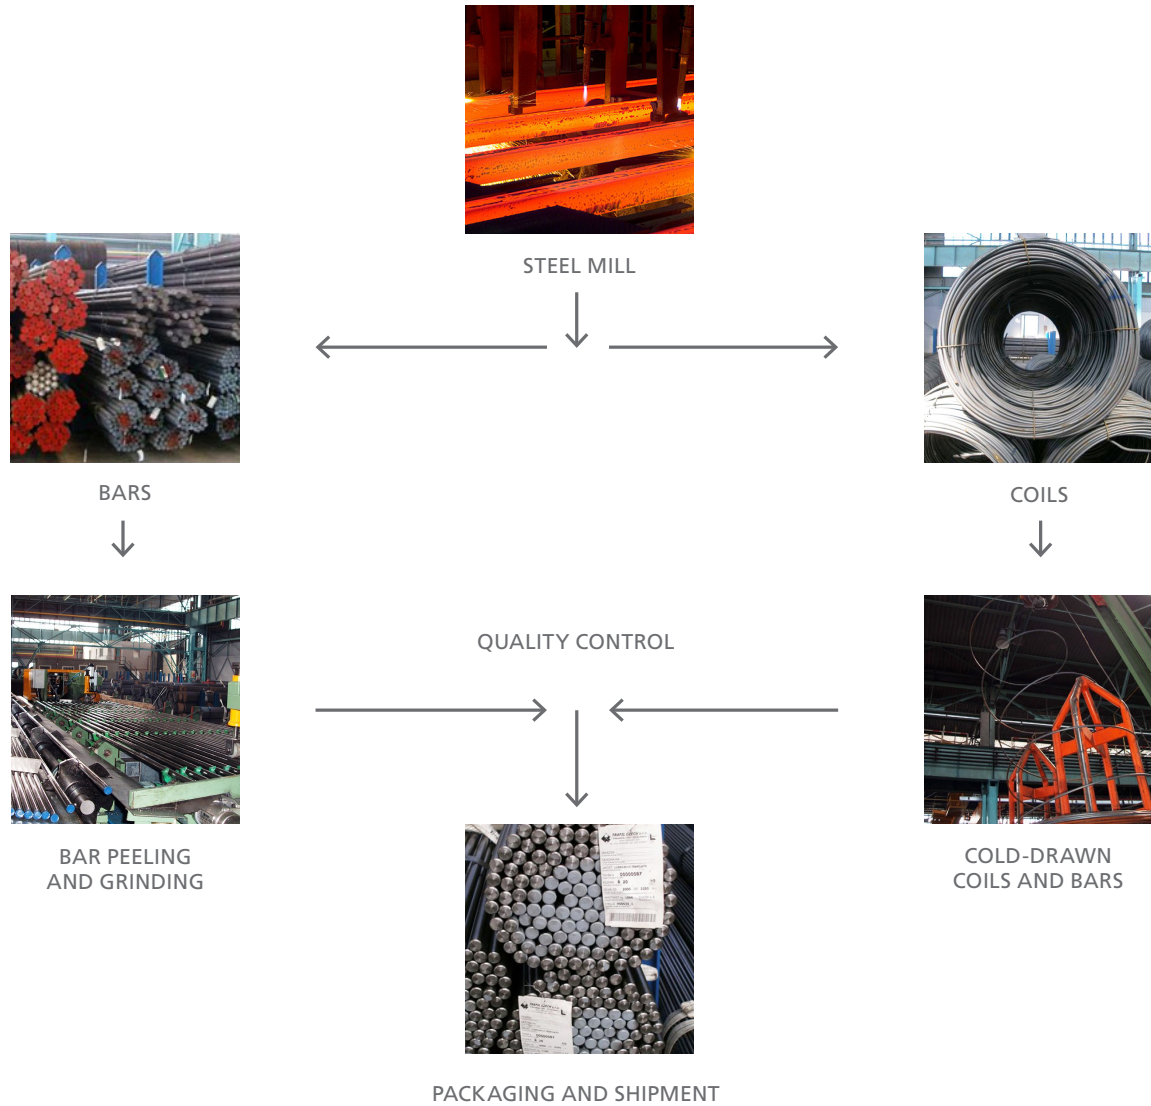 STEEL MILL
BARS
COILS
QUALITY CONTROL
BAR PEELING
AND GRINDING
COLD-DRAWN
COILS AND BARS
PACKAGING AND SHIPMENT